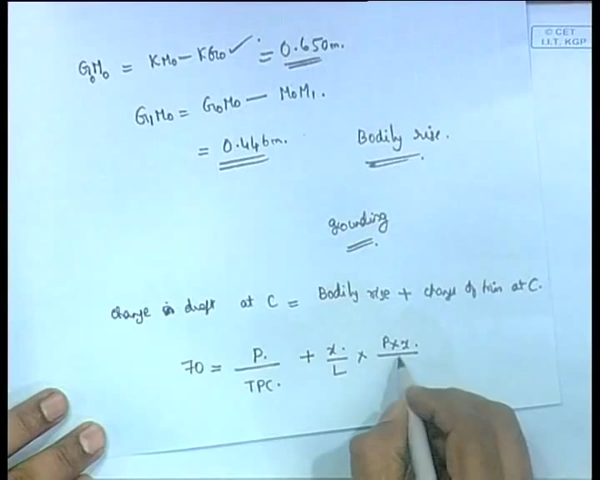 © CET
I.I.T. KGP
G₀M₀ = KM₀ - KG₀ ✓ = 0.650m.
G₁M₀ = G₀M₀ - M₀M₁.
= 0.446m.
Bodily rise.
grounding
change in draft at C = Bodily rise + change of trim at C.
70 = P. / TPC. + x. / L × P×x.